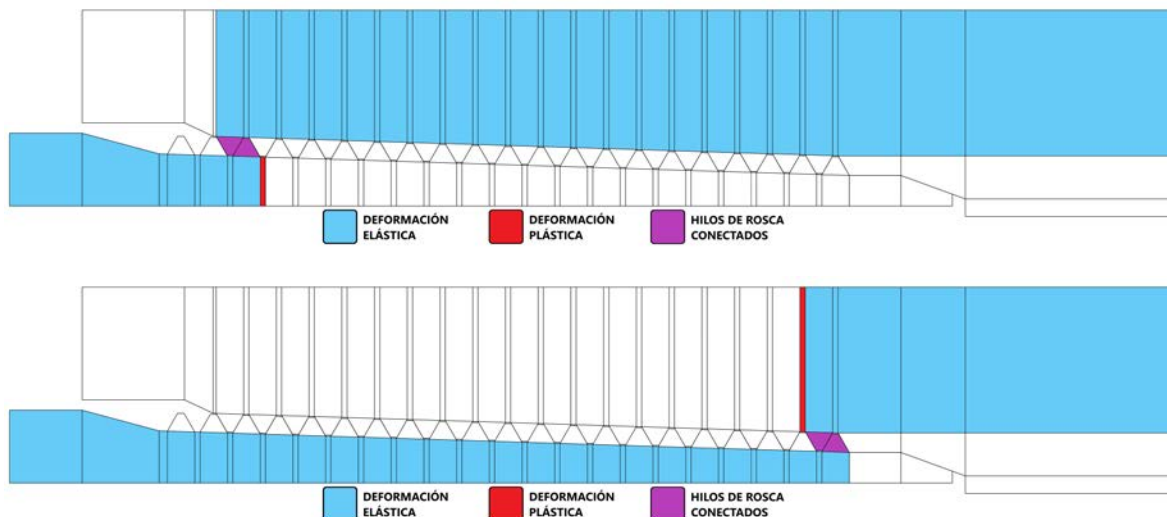 DEFORMACIÓN
ELÁSTICA
DEFORMACIÓN
PLÁSTICA
HILOS DE ROSCA
CONECTADOS
DEFORMACIÓN
ELÁSTICA
DEFORMACIÓN
PLÁSTICA
HILOS DE ROSCA
CONECTADOS